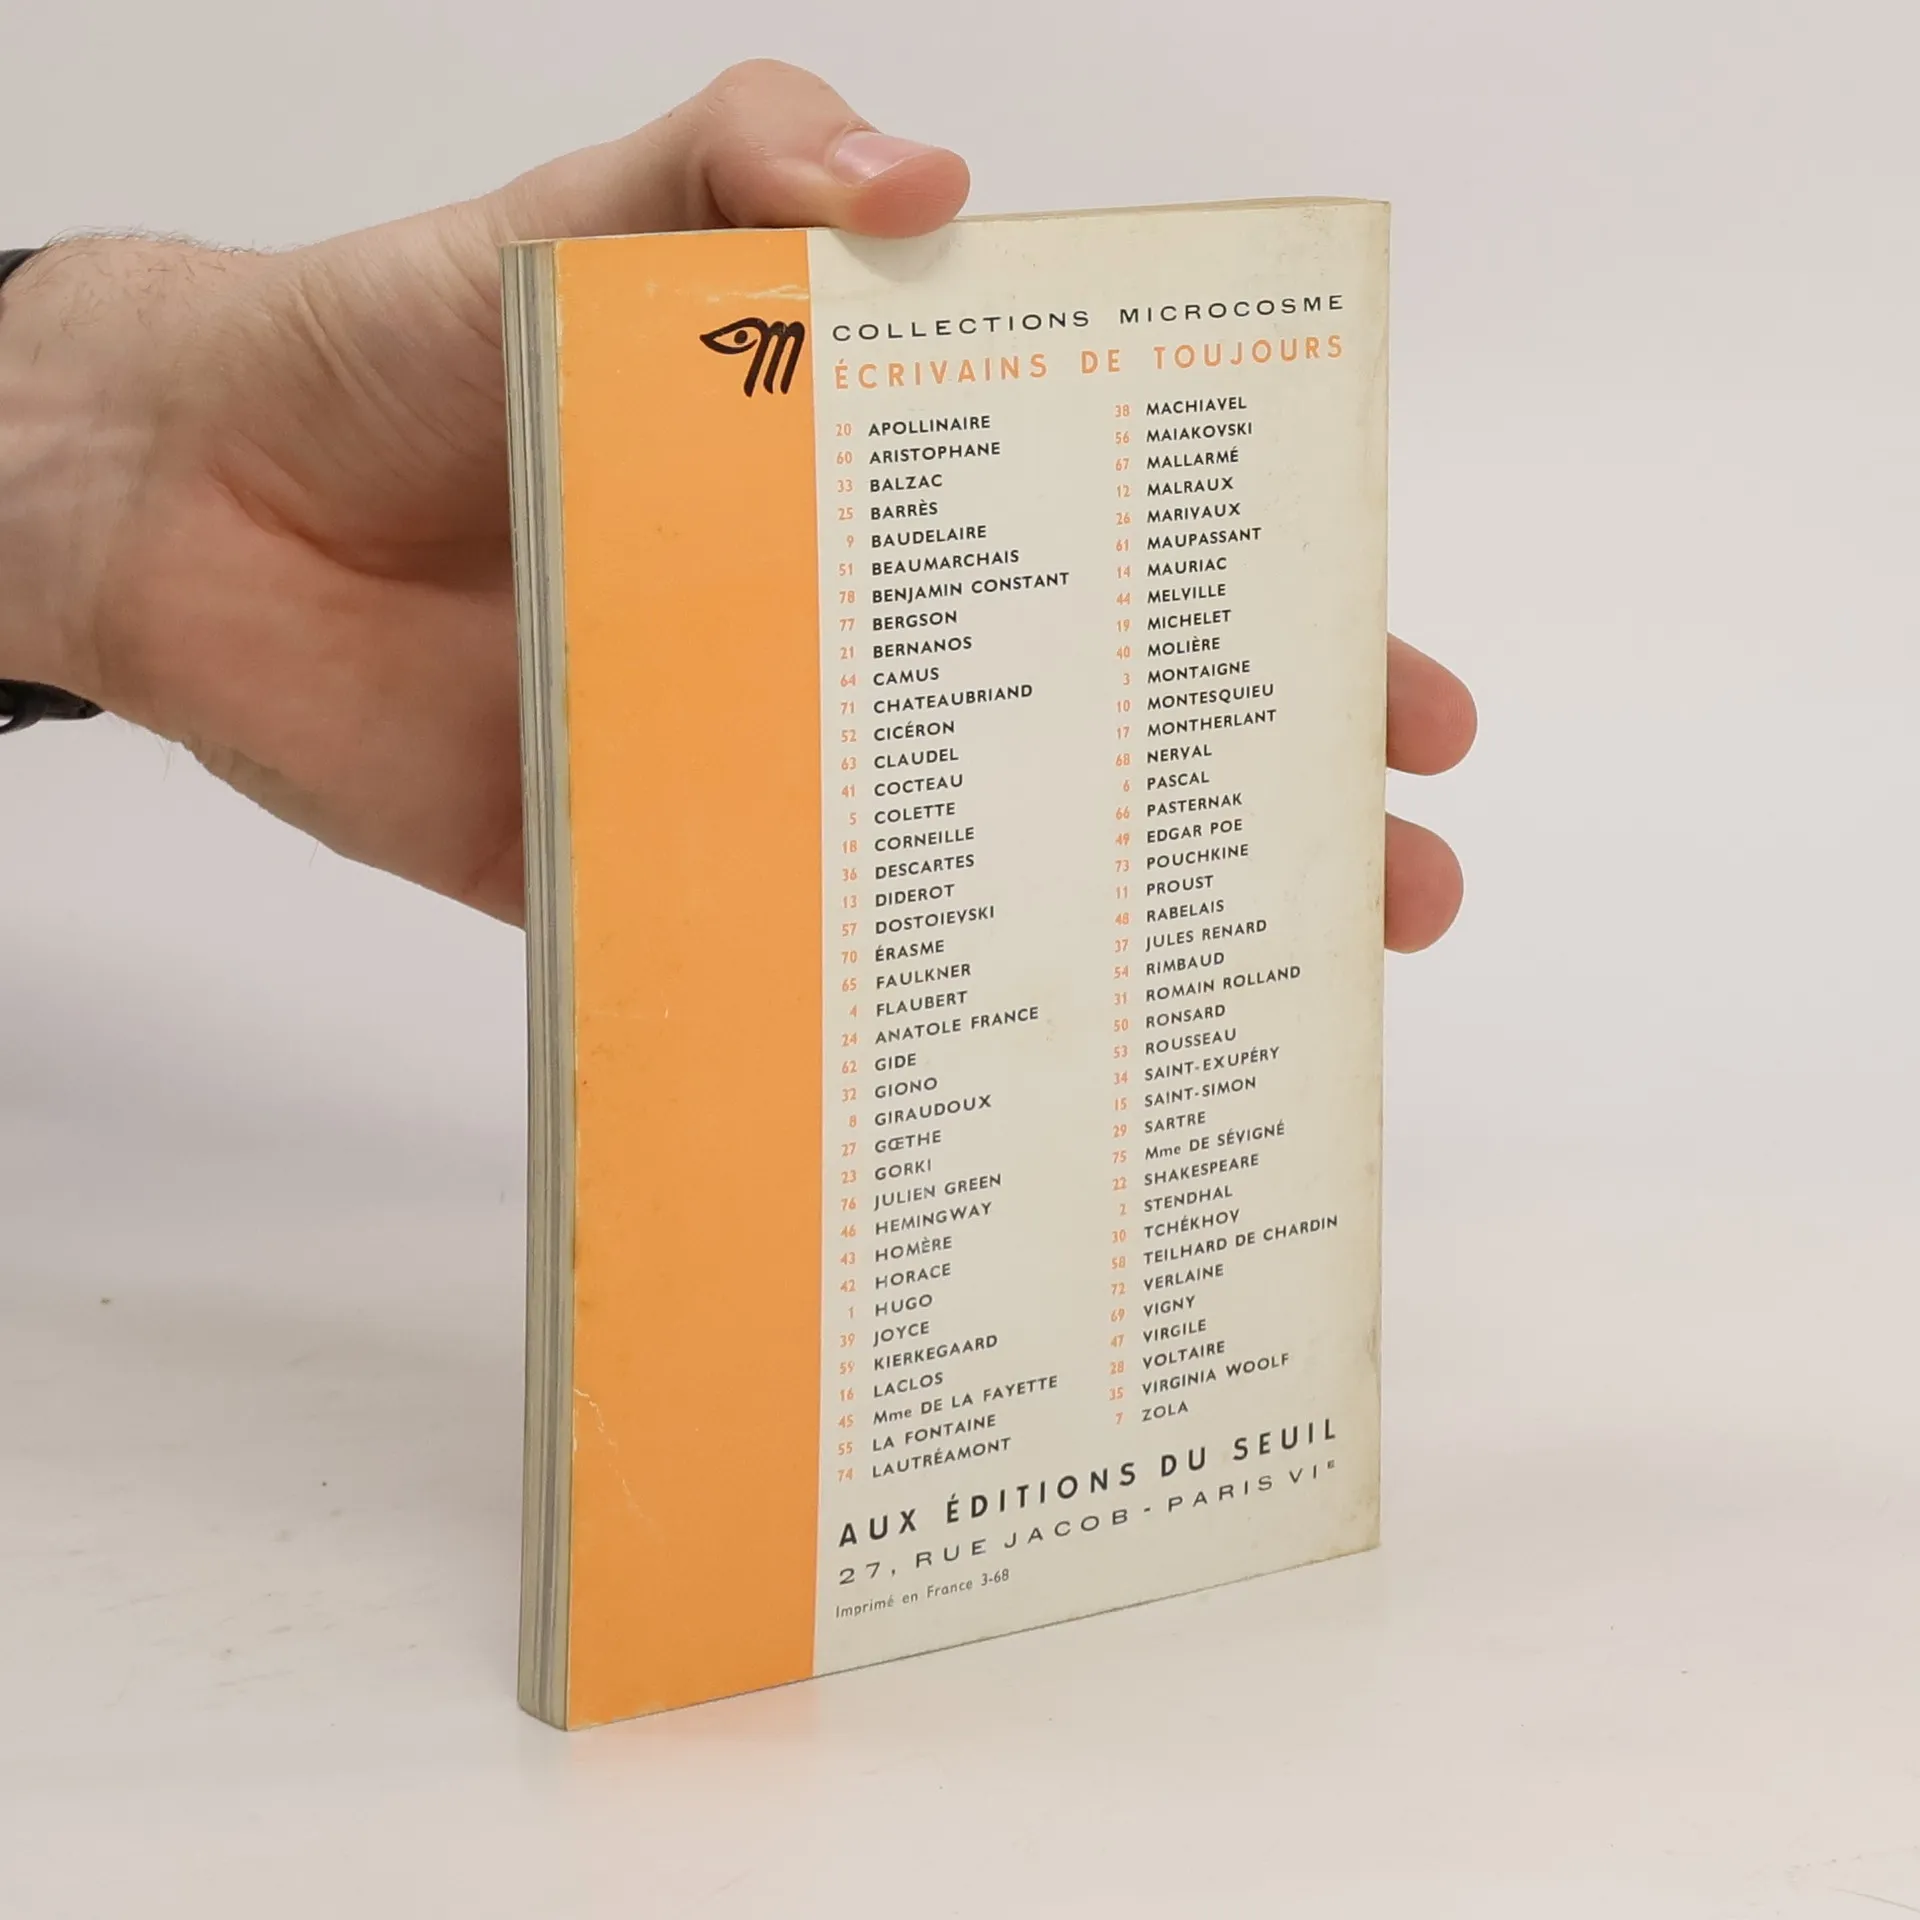 COLLECTIONS MICROCOSME
ÉCRIVAINS DE TOUJOURS
20 APOLLINAIRE
60 ARISTOPHANE
33 BALZAC
25 BARRÈS
9 BAUDELAIRE
51 BEAUMARCHAIS
78 BENJAMIN CONSTANT
77 BERGSON
21 BERNANOS
64 CAMUS
71 CHATEAUBRIAND
52 CICÉRON
63 CLAUDEL
41 COCTEAU
5 COLETTE
18 CORNEILLE
36 DESCARTES
13 DIDEROT
57 DOSTOIEVSKI
70 ÉRASME
65 FAULKNER
4 FLAUBERT
24 ANATOLE FRANCE
62 GIDE
32 GIONO
8 GIRAUDOUX
27 GŒTHE
23 GORKI
76 JULIEN GREEN
46 HEMINGWAY
43 HOMÈRE
42 HORACE
1 HUGO
39 JOYCE
59 KIERKEGAARD
16 LACLOS
45 Mme DE LA FAYETTE
55 LA FONTAINE
74 LAUTRÉAMONT
38 MACHIAVEL
56 MAIAKOVSKI
67 MALLARMÉ
12 MALRAUX
26 MARIVAUX
61 MAUPASSANT
14 MAURIAC
44 MELVILLE
19 MICHELET
40 MOLIÈRE
3 MONTAIGNE
10 MONTESQUIEU
17 MONTHERLANT
68 NERVAL
6 PASCAL
66 PASTERNAK
49 EDGAR POE
73 POUCHKINE
11 PROUST
48 RABELAIS
37 JULES RENARD
54 RIMBAUD
31 ROMAIN ROLLAND
50 RONSARD
53 ROUSSEAU
34 SAINT-EXUPÉRY
15 SAINT-SIMON
29 SARTRE
75 Mme DE SÉVIGNÉ
22 SHAKESPEARE
2 STENDHAL
30 TCHÉKHOV
58 TEILHARD DE CHARDIN
72 VERLAINE
69 VIGNY
47 VIRGILE
28 VOLTAIRE
35 VIRGINIA WOOLF
7 ZOLA
AUX ÉDITIONS DU SEUIL
27, RUE JACOB - PARIS VIE
Imprimé en France 3-68